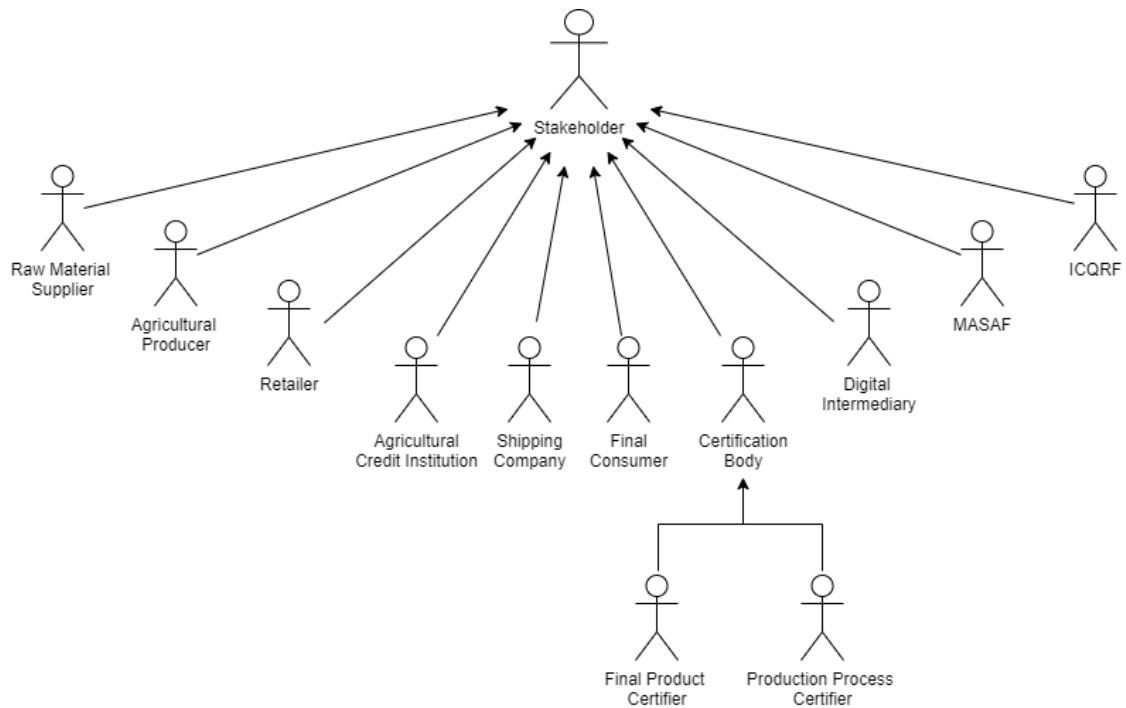 Stakeholder
Raw Material
Supplier
Agricultural
Producer
Retailer
Agricultural
Credit Institution
Shipping
Company
Final
Consumer
Certification
Body
Digital
Intermediary
MASAF
ICQRF
Final Product
Certifier
Production Process
Certifier